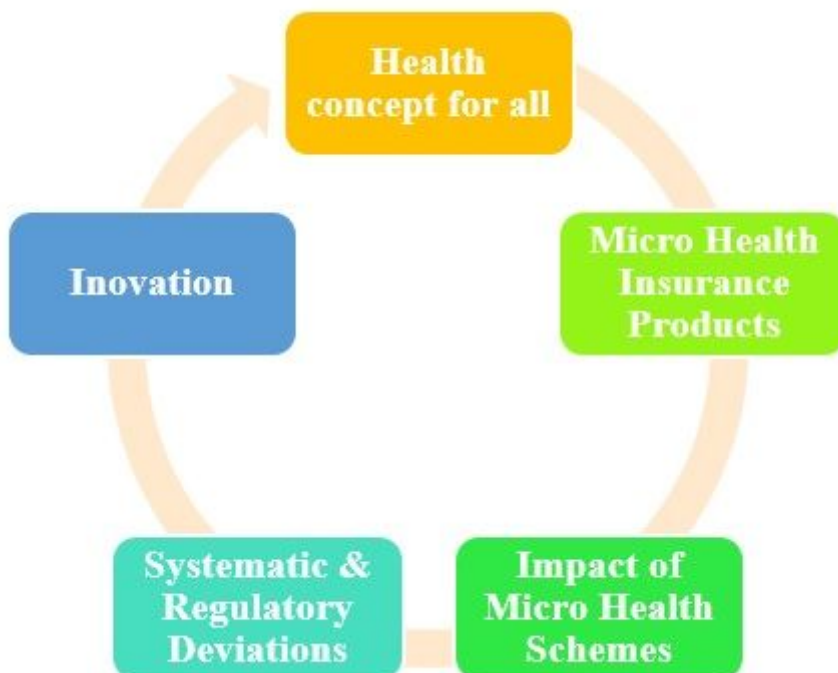 Health
concept for all
Micro Health
Insurance
Products
Impact of
Micro Health
Schemes
Systematic &
Regulatory
Deviations
Inovation